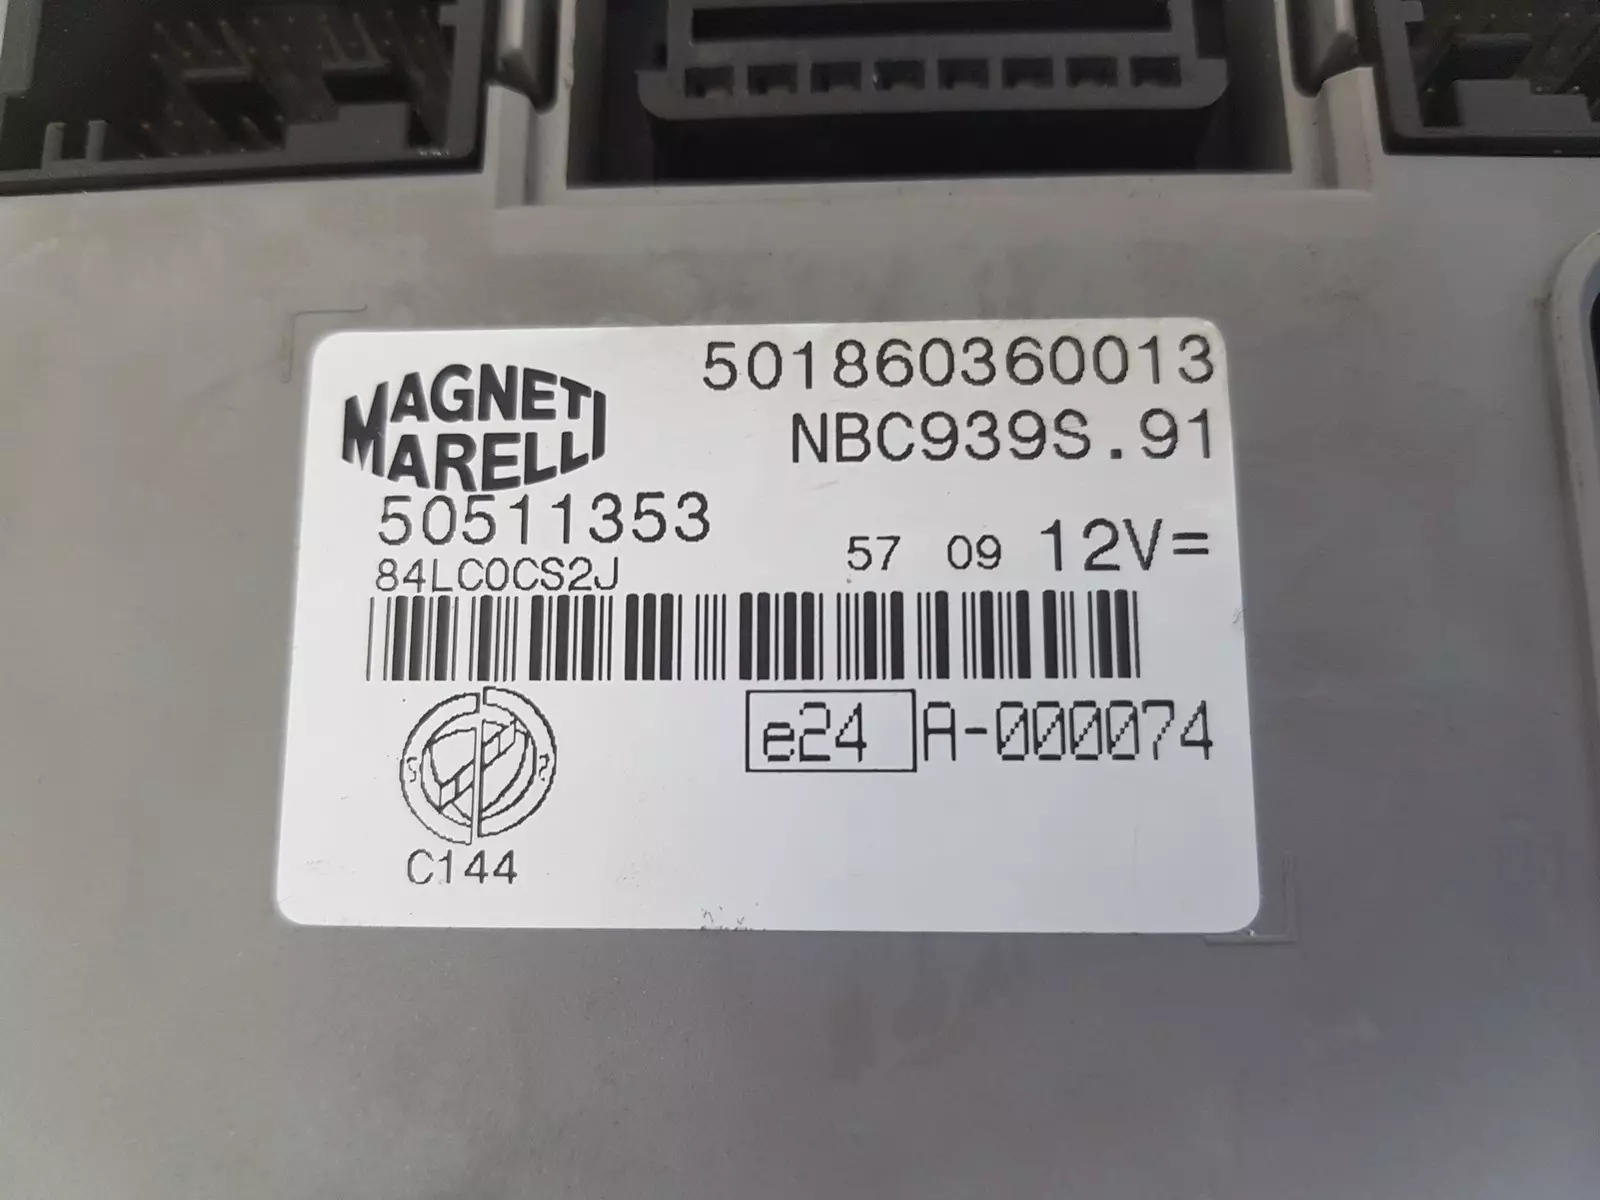 MAGNETI
MARELLI
501860360013
NBC939S.91
50511353
57 09 12V=
84LC0CS2J
e24 A-000074
C144